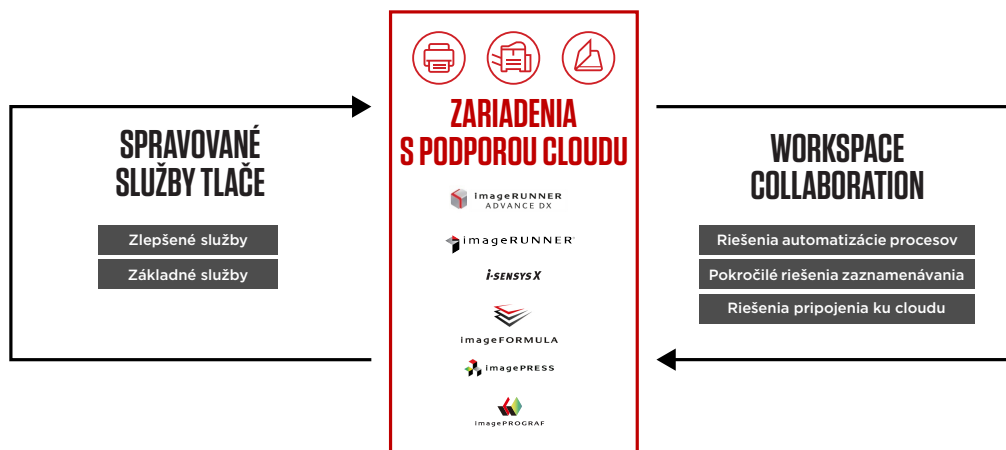 SPRAVOVANÉ
SLUŽBY TLAČE
Zlepšené služby
Základné služby
ZARIADENIA
S PODPOROU CLOUDU
imageRUNNER
ADVANCE DX
imageRUNNER
i-SENSYS X
imageFORMULA
imagePRESS
imagePROGRAF
WORKSPACE
COLLABORATION
Riešenia automatizácie procesov
Pokročilé riešenia zaznamenávania
Riešenia pripojenia ku cloudu